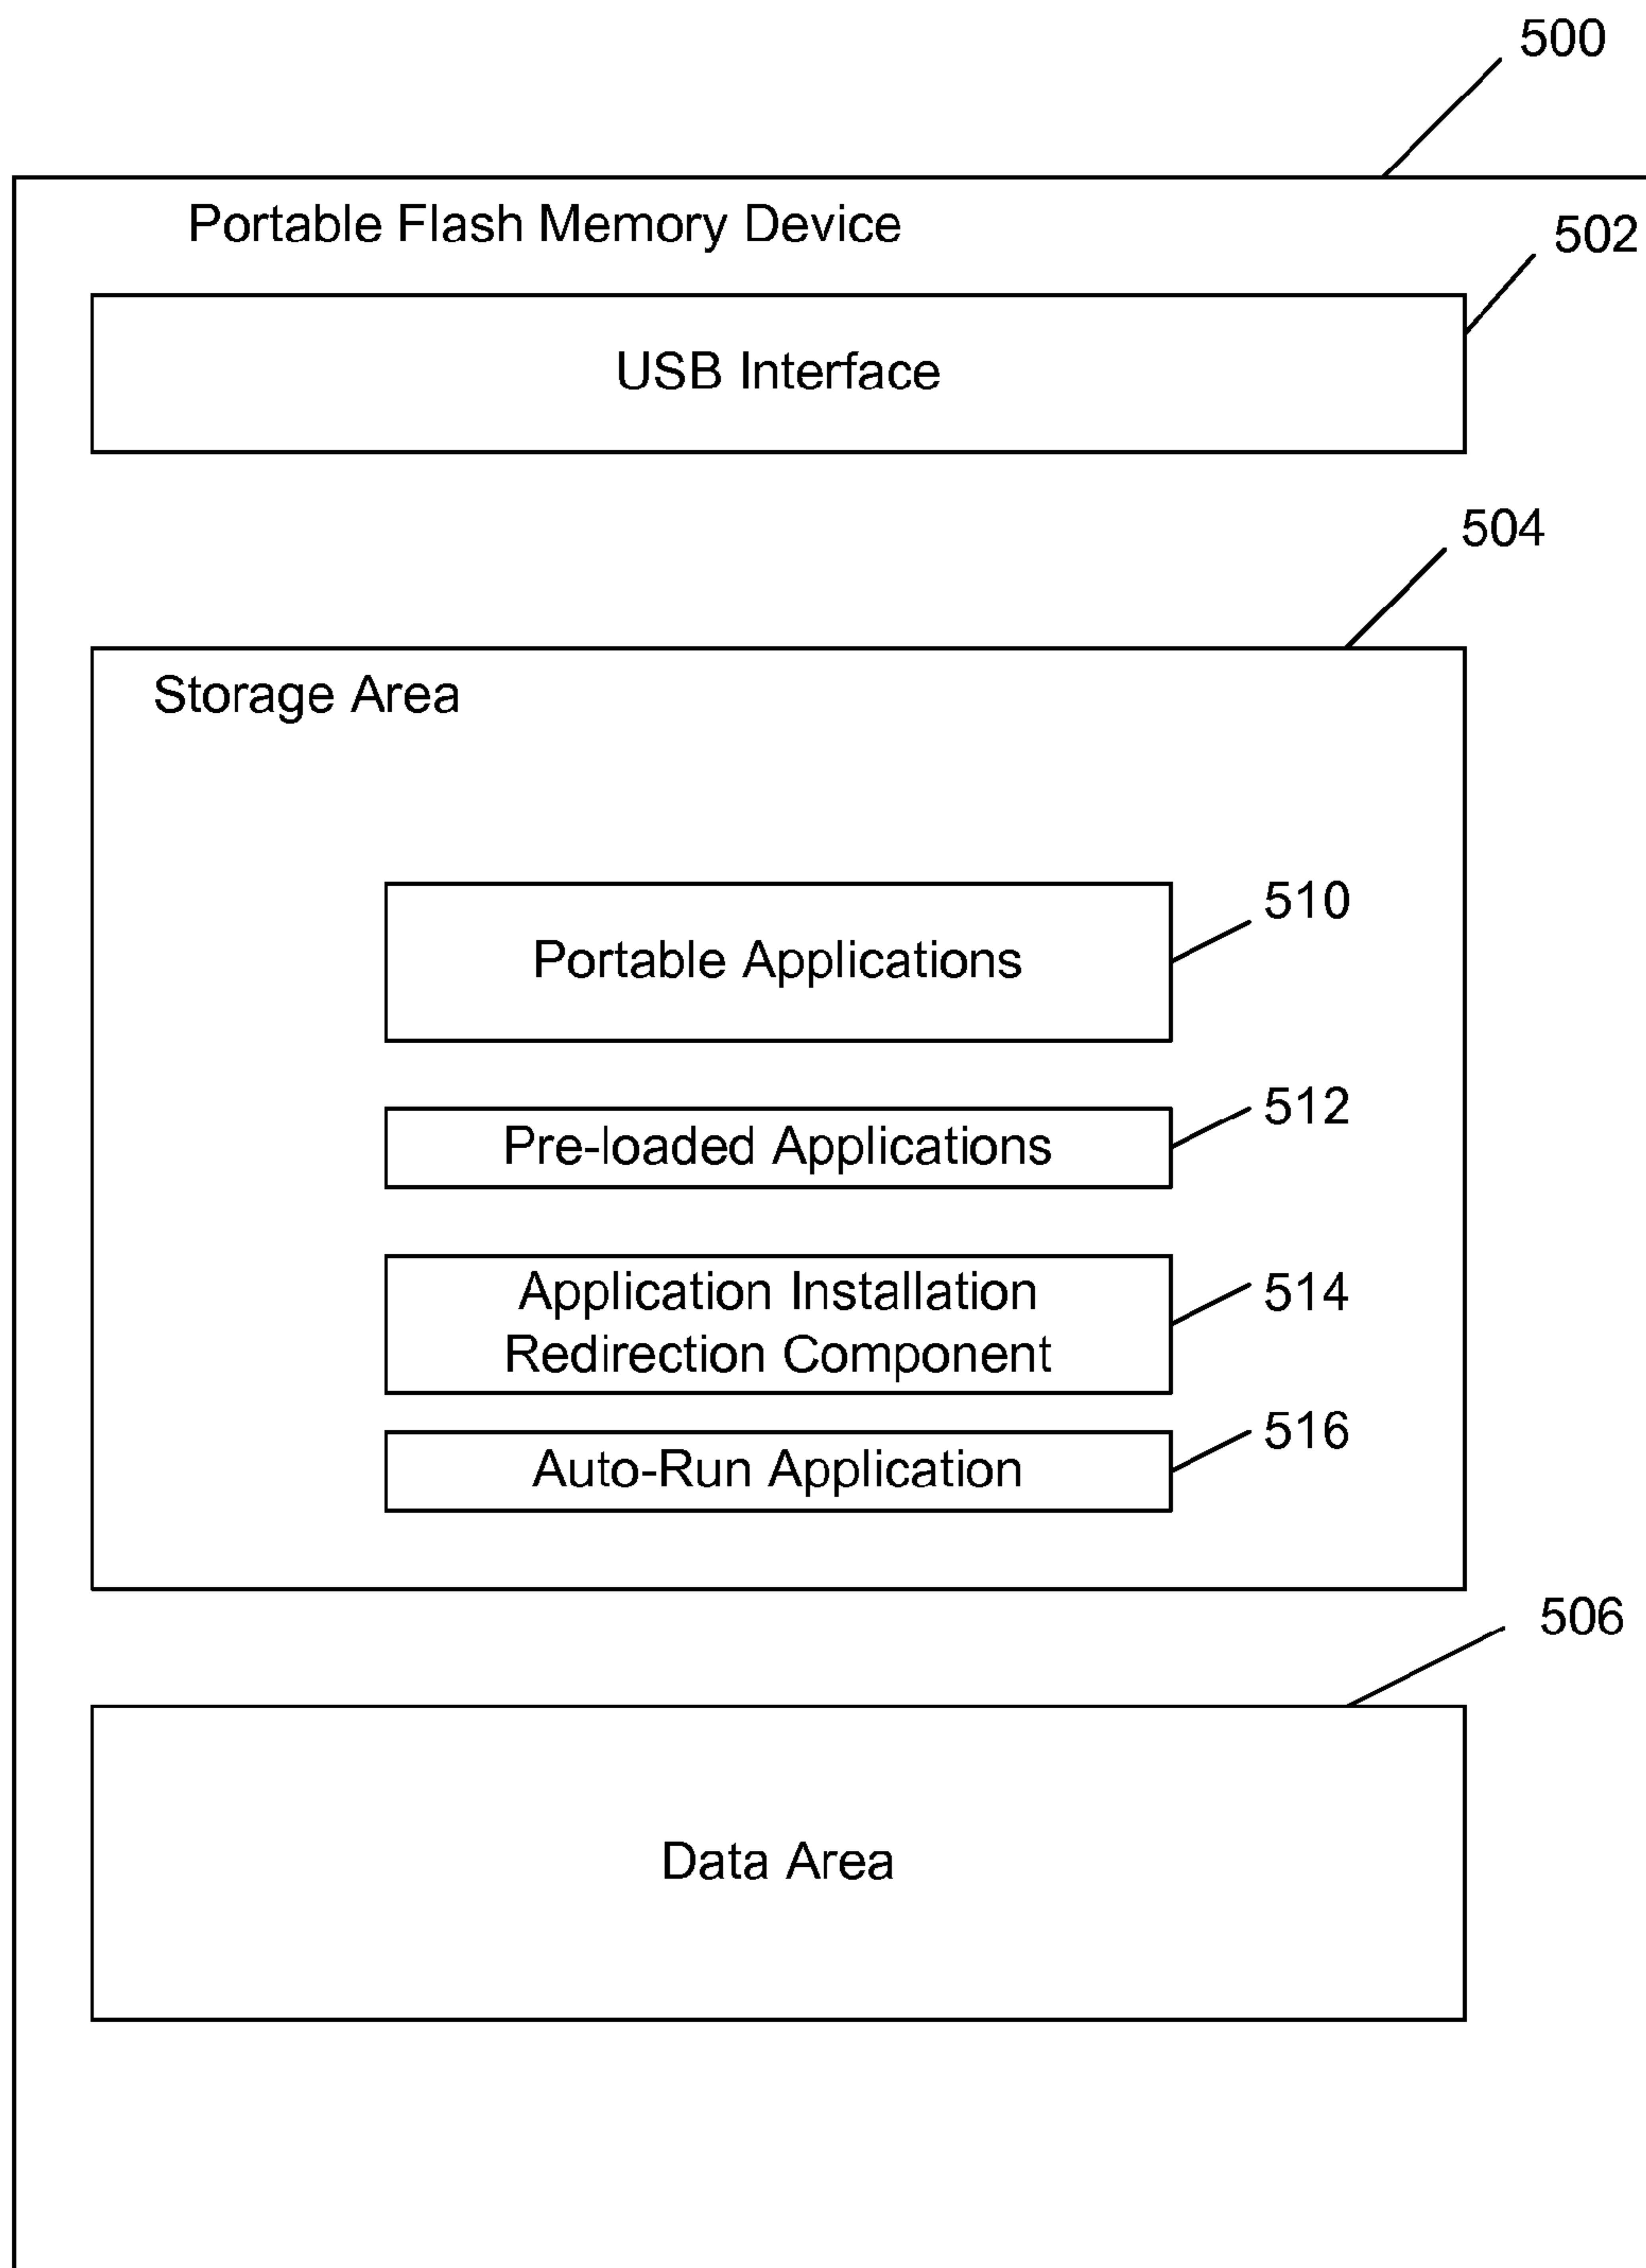 500
Portable Flash Memory Device
502
USB Interface
504
Storage Area
510
Portable Applications
512
Pre-loaded Applications
514
Application Installation
Redirection Component
516
Auto-Run Application
506
Data Area